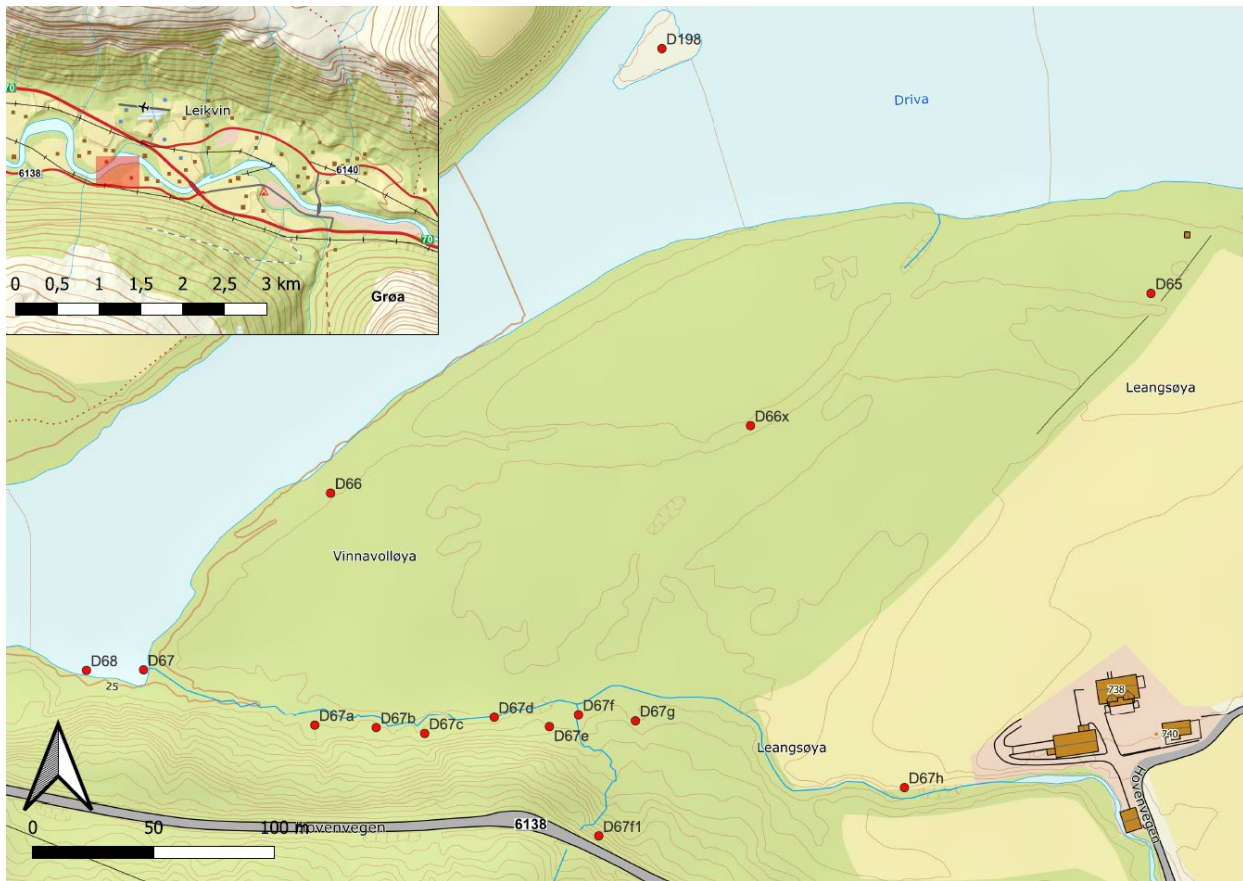 70
Leikvin
6138
6140
70
0 0,5 1 1,5 2 2,5 3 km
Grøa
D198
Driva
D65
Leangsøya
D66x
D66
Vinnavolløya
D68
D67
25
D67a
D67b
D67c
D67d
D67e
D67f
D67g
Leangsøya
738
740
D67h
Hovenvegen
D67f1
6138
Hovenvegen
0 50 100 m